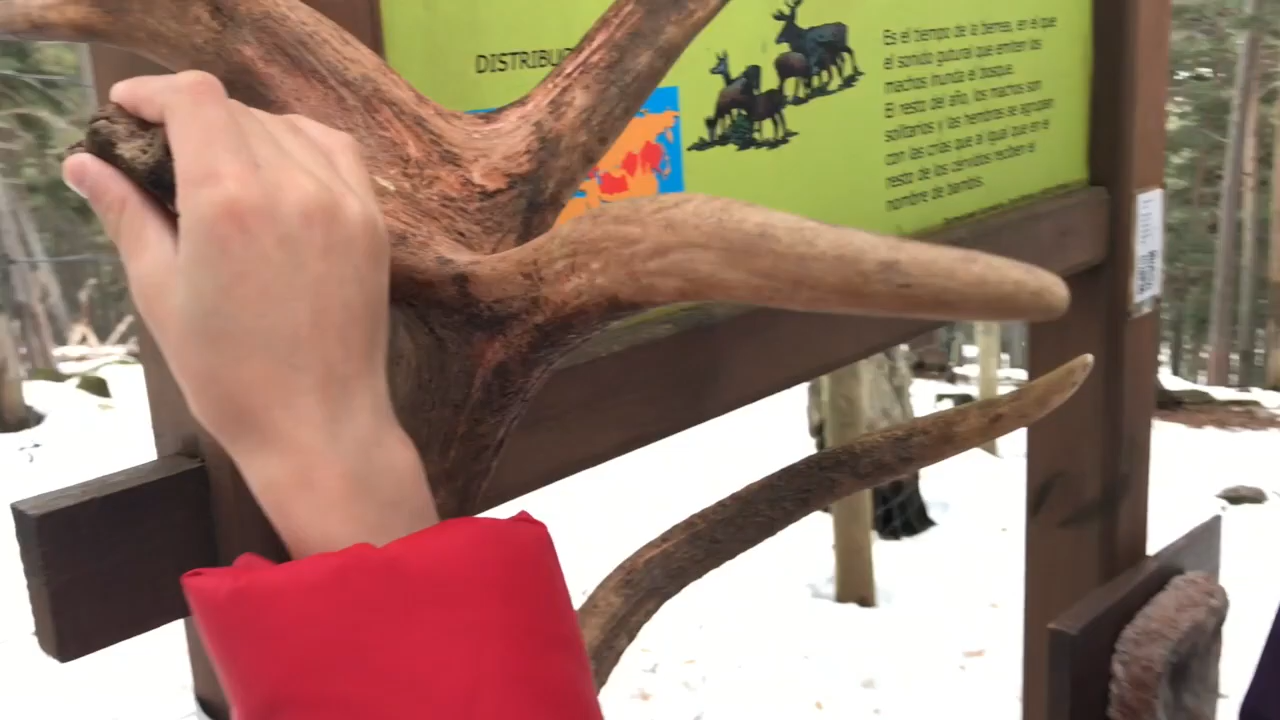 DISTRIBU
Es el tiempo de la berrea, en el que
el sonido gutural que emiten los
machos inunda el bosque.
El resto del año, los machos son
solitarios y las hembras se agrupan
con las crías que al igual que en el
resto de los cérvidos reciben el
nombre de bambis.